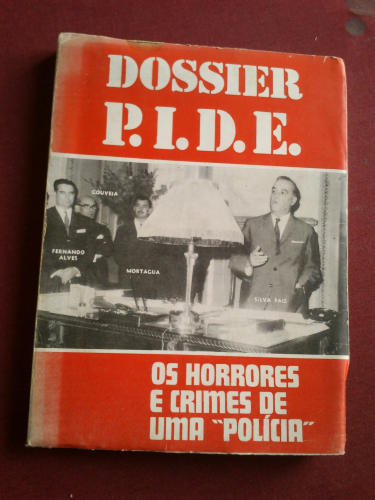 DOSSIER
P.I.D.E.
GOUVEIA
FERNANDO
ALVES
MORTAGUA
SILVA PAIS
OS HORRORES
E CRIMES DE
UMA "POLÍCIA"